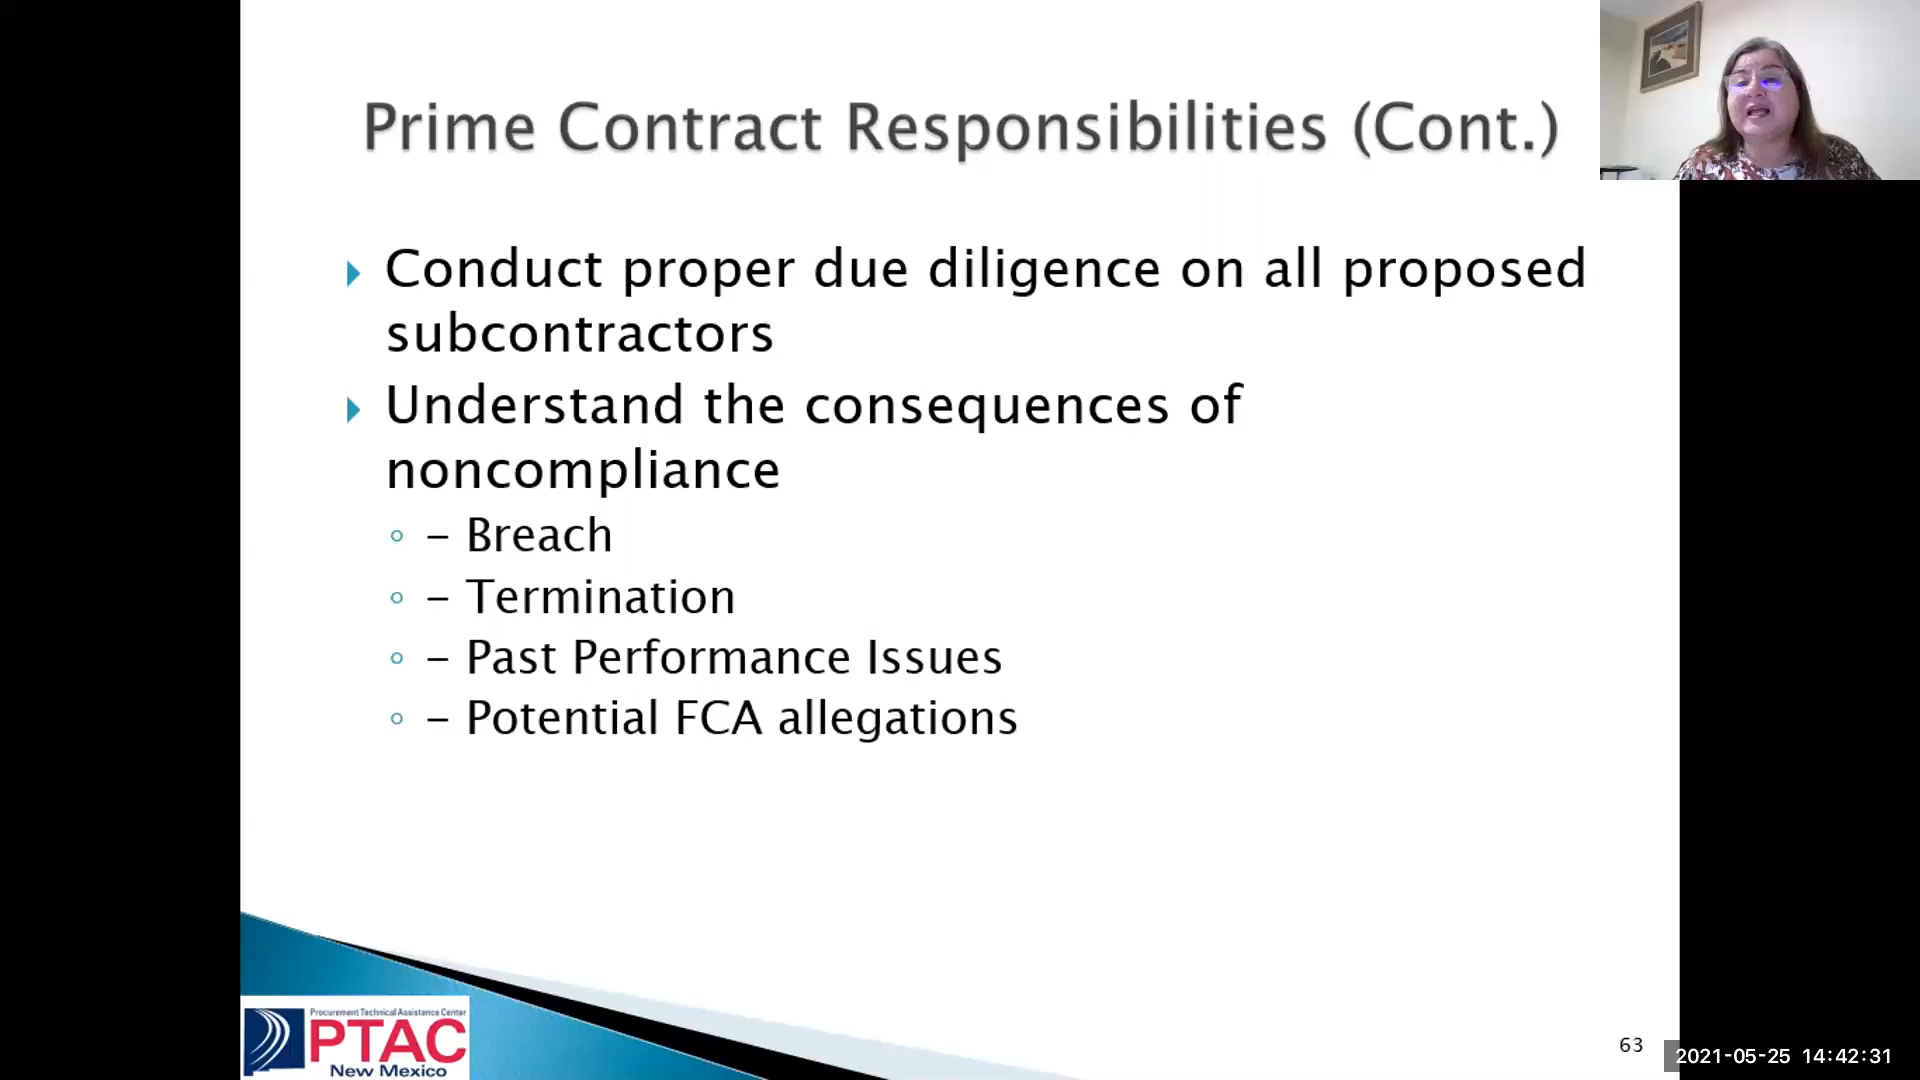 Prime Contract Responsibilities (Cont.)
Conduct proper due diligence on all proposed
subcontractors
Understand the consequences of
noncompliance
– Breach
– Termination
– Past Performance Issues
– Potential FCA allegations
Procurement Technical Assistance Center
PTAC
New Mexico
63
2021-05-25 14:42:31